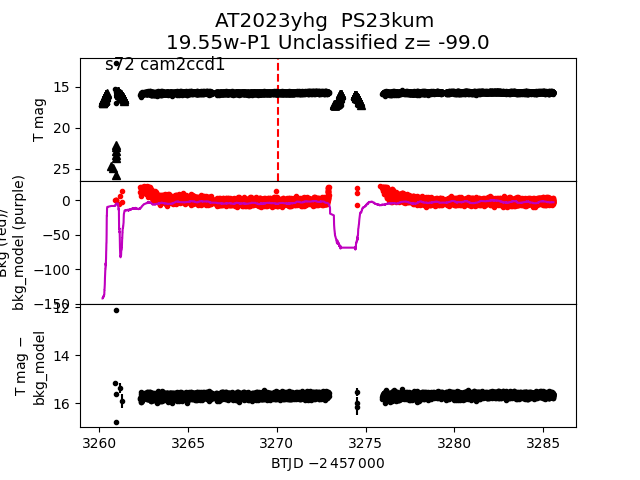 AT2023yhg PS23kum
19.55w-P1 Unclassified z= -99.0
s72 cam2ccd1
15
20
25
T mag
0
−50
−100
−150
Bkg (red)/
bkg_model (purple)
12
14
16
T mag −
bkg_model
3260 3265 3270 3275 3280 3285
BTJD −2 457 000